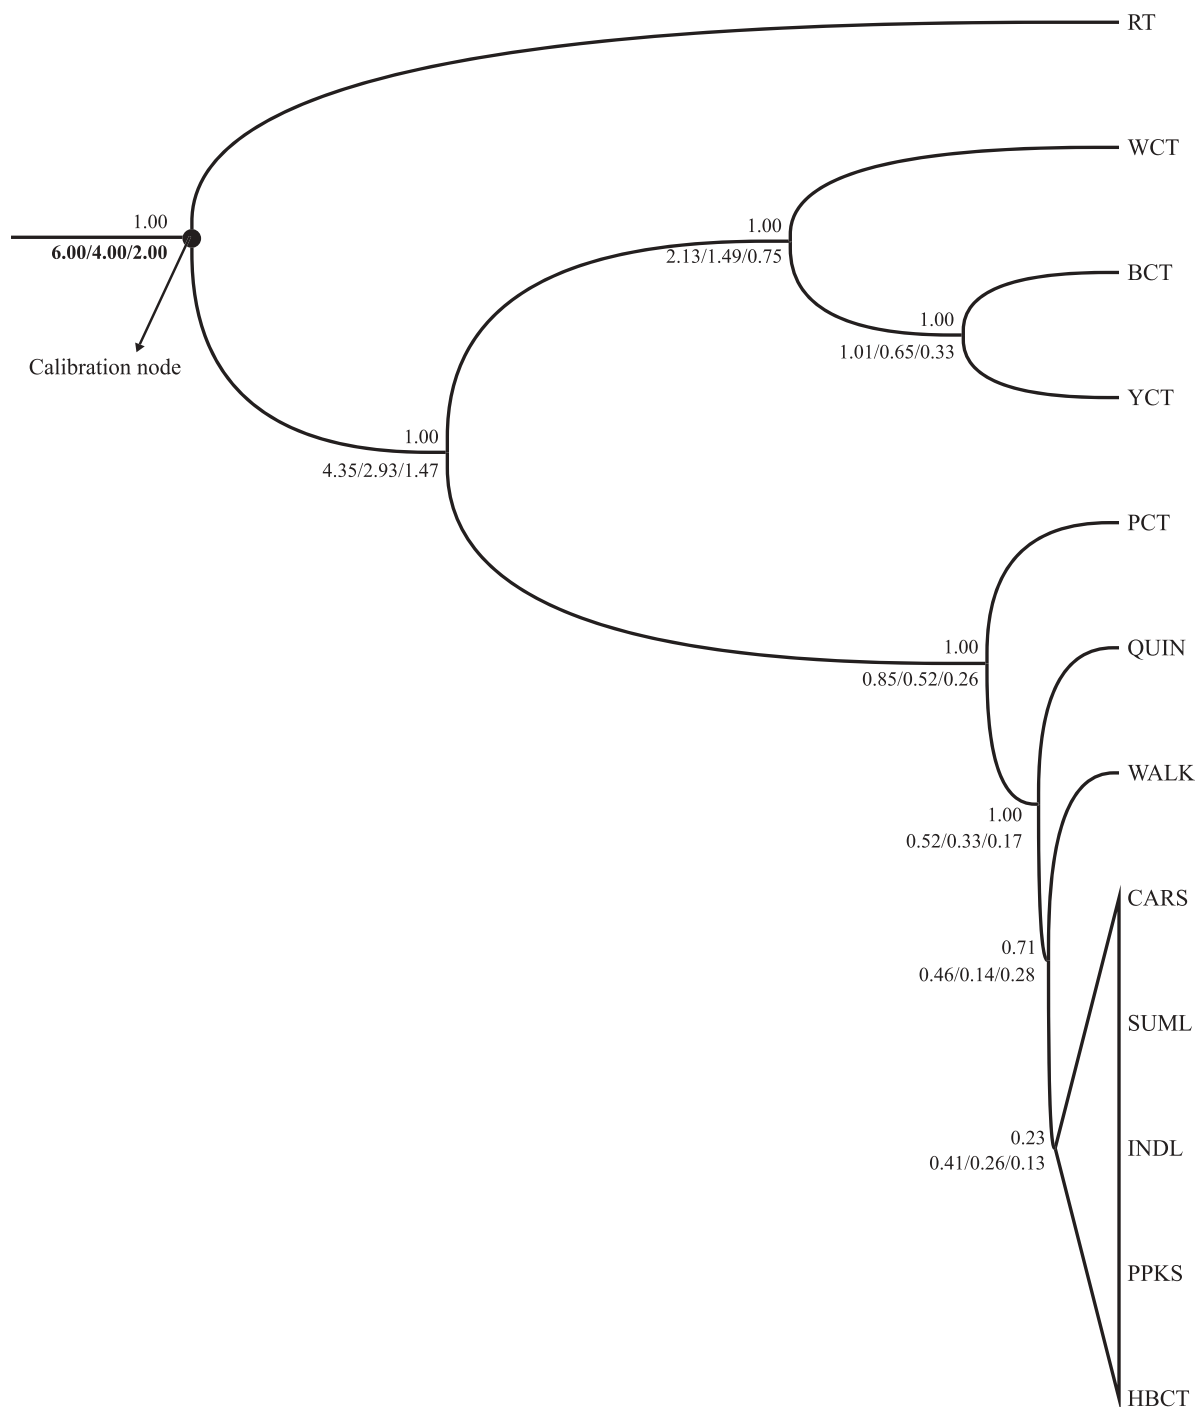 RT
WCT
1.00
6.00/4.00/2.00
1.00
2.13/1.49/0.75
BCT
1.00
1.01/0.65/0.33
Calibration node
YCT
1.00
4.35/2.93/1.47
PCT
1.00
0.85/0.52/0.26
QUIN
WALK
1.00
0.52/0.33/0.17
CARS
0.71
0.46/0.14/0.28
SUML
0.23
0.41/0.26/0.13
INDL
PPKS
HBCT